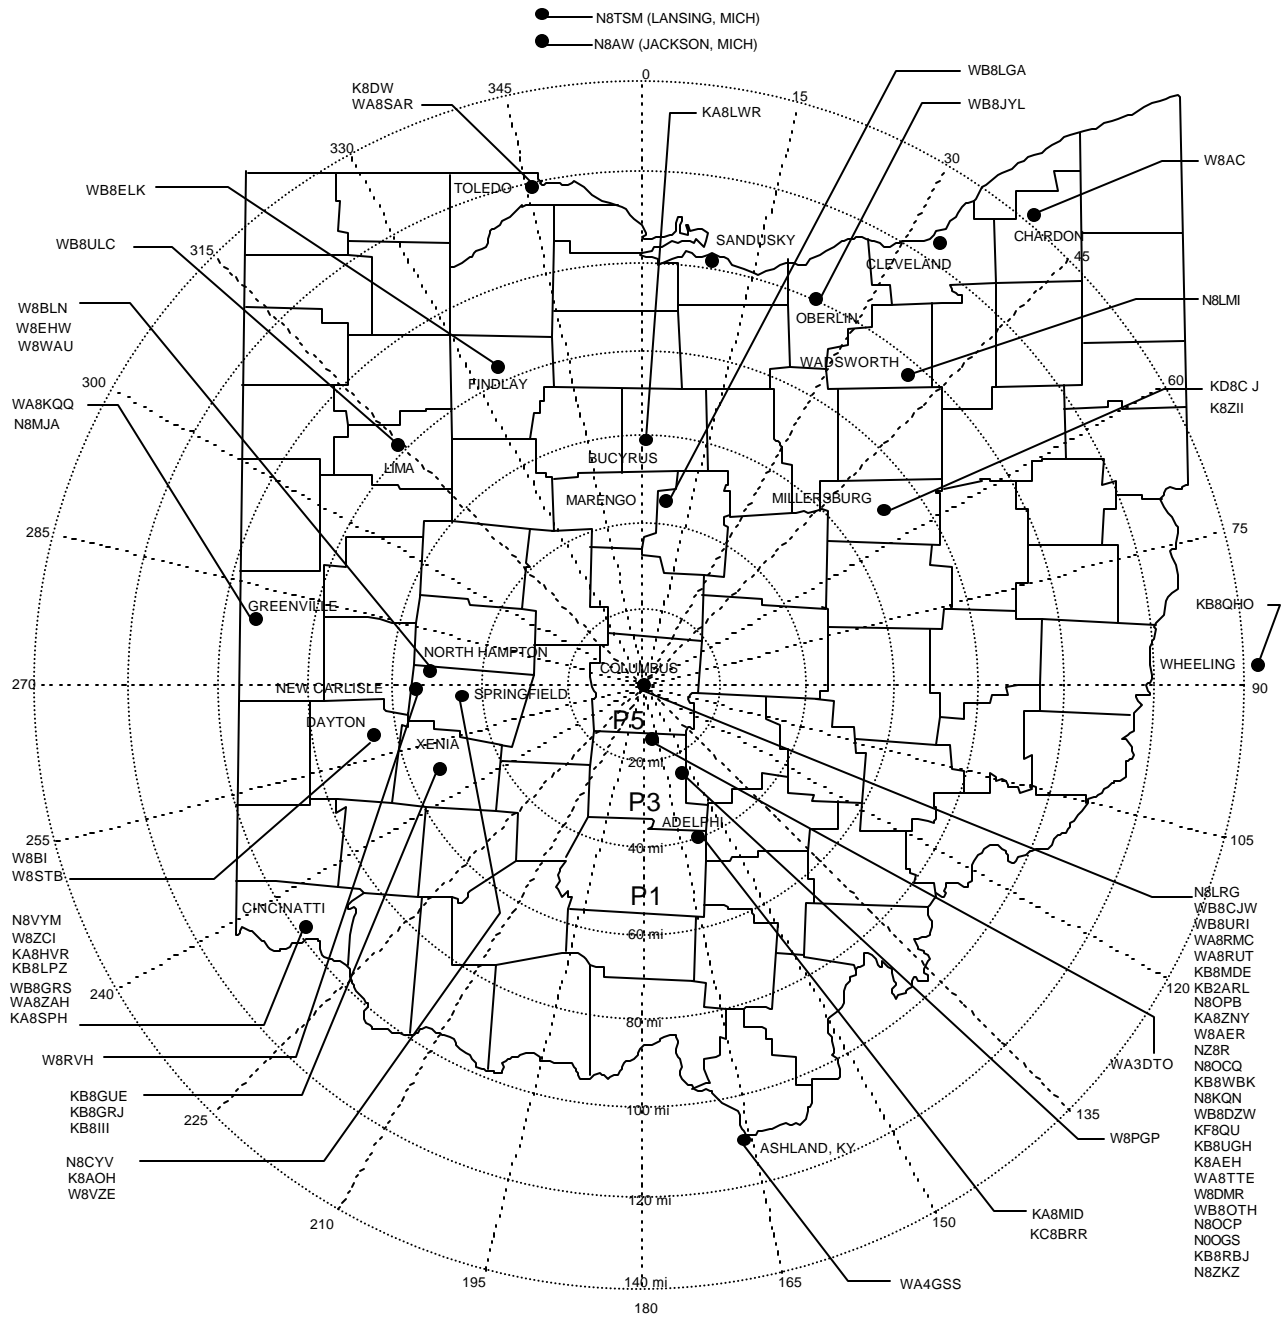 N8TSM (LANSING, MICH)
N8AW (JACKSON, MICH)
0
WB8LGA
K8DW
345
15
WB8JYL
WA8SAR
KA8LWR
330
30
W8AC
WB8ELK
TOLEDO
CHARDON
WB8ULC
315
SANDUSKY
CLEVELAND
45
W8BLN
W8EHW
W8WAU
OBERLIN
N8LMI
WADSWORTH
300
FINDLAY
60
KD8C J
K8ZII
WA8KQQ
N8MJA
LIMA
BUCYRUS
MARENGO
MILLERSBURG
285
75
GREENVILLE
KB8QHO
NORTH HAMPTON
COLUMBUS
WHEELING
270
NEW CARLISLE
SPRINGFIELD
90
DAYTON
P5
XENIA
20 mi
P3
ADELPHI
255
40 mi
105
W8BI
W8STB
P1
CINCINATTI
60 mi
N8VYM
W8ZCI
KA8HVR
KB8LPZ
WB8GRS
WA8ZAH
KA8SPH
240
120
80 mi
N8LRG
WB8CJW
WB8URI
WA8RMC
WA8RUT
KB8MDE
KB2ARL
N8OPB
KA8ZNY
W8AER
NZ8R
N8OCQ
KB8WBK
N8KQN
WB8DZW
KF8QU
KB8UGH
K8AEH
WA8TTE
W8DMR
WB8OTH
N8OCP
N0OGS
KB8RBJ
N8ZKZ
WA3DTO
W8RVH
KB8GUE
KB8GRJ
KB8III
225
100 mi
135
W8PGP
ASHLAND, KY
N8CYV
K8AOH
W8VZE
120 mi
210
150
KA8MID
KC8BRR
195
140 mi
165
WA4GSS
180